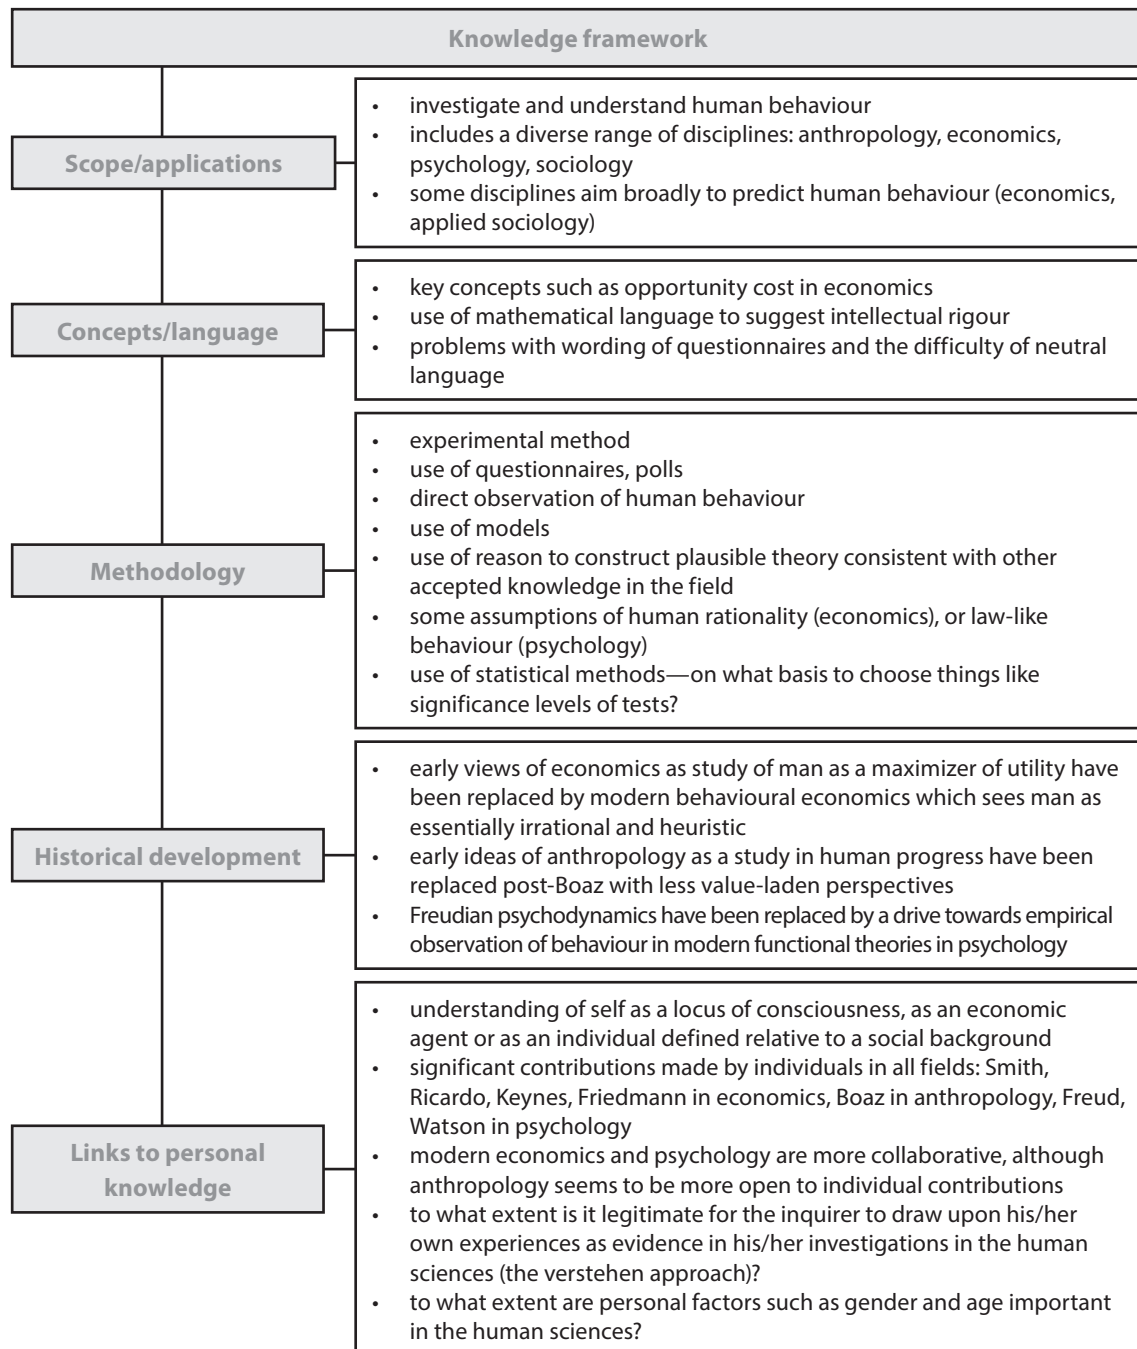 Knowledge framework
Scope/applications
• investigate and understand human behaviour
• includes a diverse range of disciplines: anthropology, economics,
psychology, sociology
• some disciplines aim broadly to predict human behaviour (economics,
applied sociology)
Concepts/language
• key concepts such as opportunity cost in economics
• use of mathematical language to suggest intellectual rigour
• problems with wording of questionnaires and the difficulty of neutral
language
Methodology
• experimental method
• use of questionnaires, polls
• direct observation of human behaviour
• use of models
• use of reason to construct plausible theory consistent with other
accepted knowledge in the field
• some assumptions of human rationality (economics), or law-like
behaviour (psychology)
• use of statistical methods—on what basis to choose things like
significance levels of tests?
Historical development
• early views of economics as study of man as a maximizer of utility have
been replaced by modern behavioural economics which sees man as
essentially irrational and heuristic
• early ideas of anthropology as a study in human progress have been
replaced post-Boaz with less value-laden perspectives
• Freudian psychodynamics have been replaced by a drive towards empirical
observation of behaviour in modern functional theories in psychology
Links to personal
knowledge
• understanding of self as a locus of consciousness, as an economic
agent or as an individual defined relative to a social background
• significant contributions made by individuals in all fields: Smith,
Ricardo, Keynes, Friedmann in economics, Boaz in anthropology, Freud,
Watson in psychology
• modern economics and psychology are more collaborative, although
anthropology seems to be more open to individual contributions
• to what extent is it legitimate for the inquirer to draw upon his/her
own experiences as evidence in his/her investigations in the human
sciences (the verstehen approach)?
• to what extent are personal factors such as gender and age important
in the human sciences?